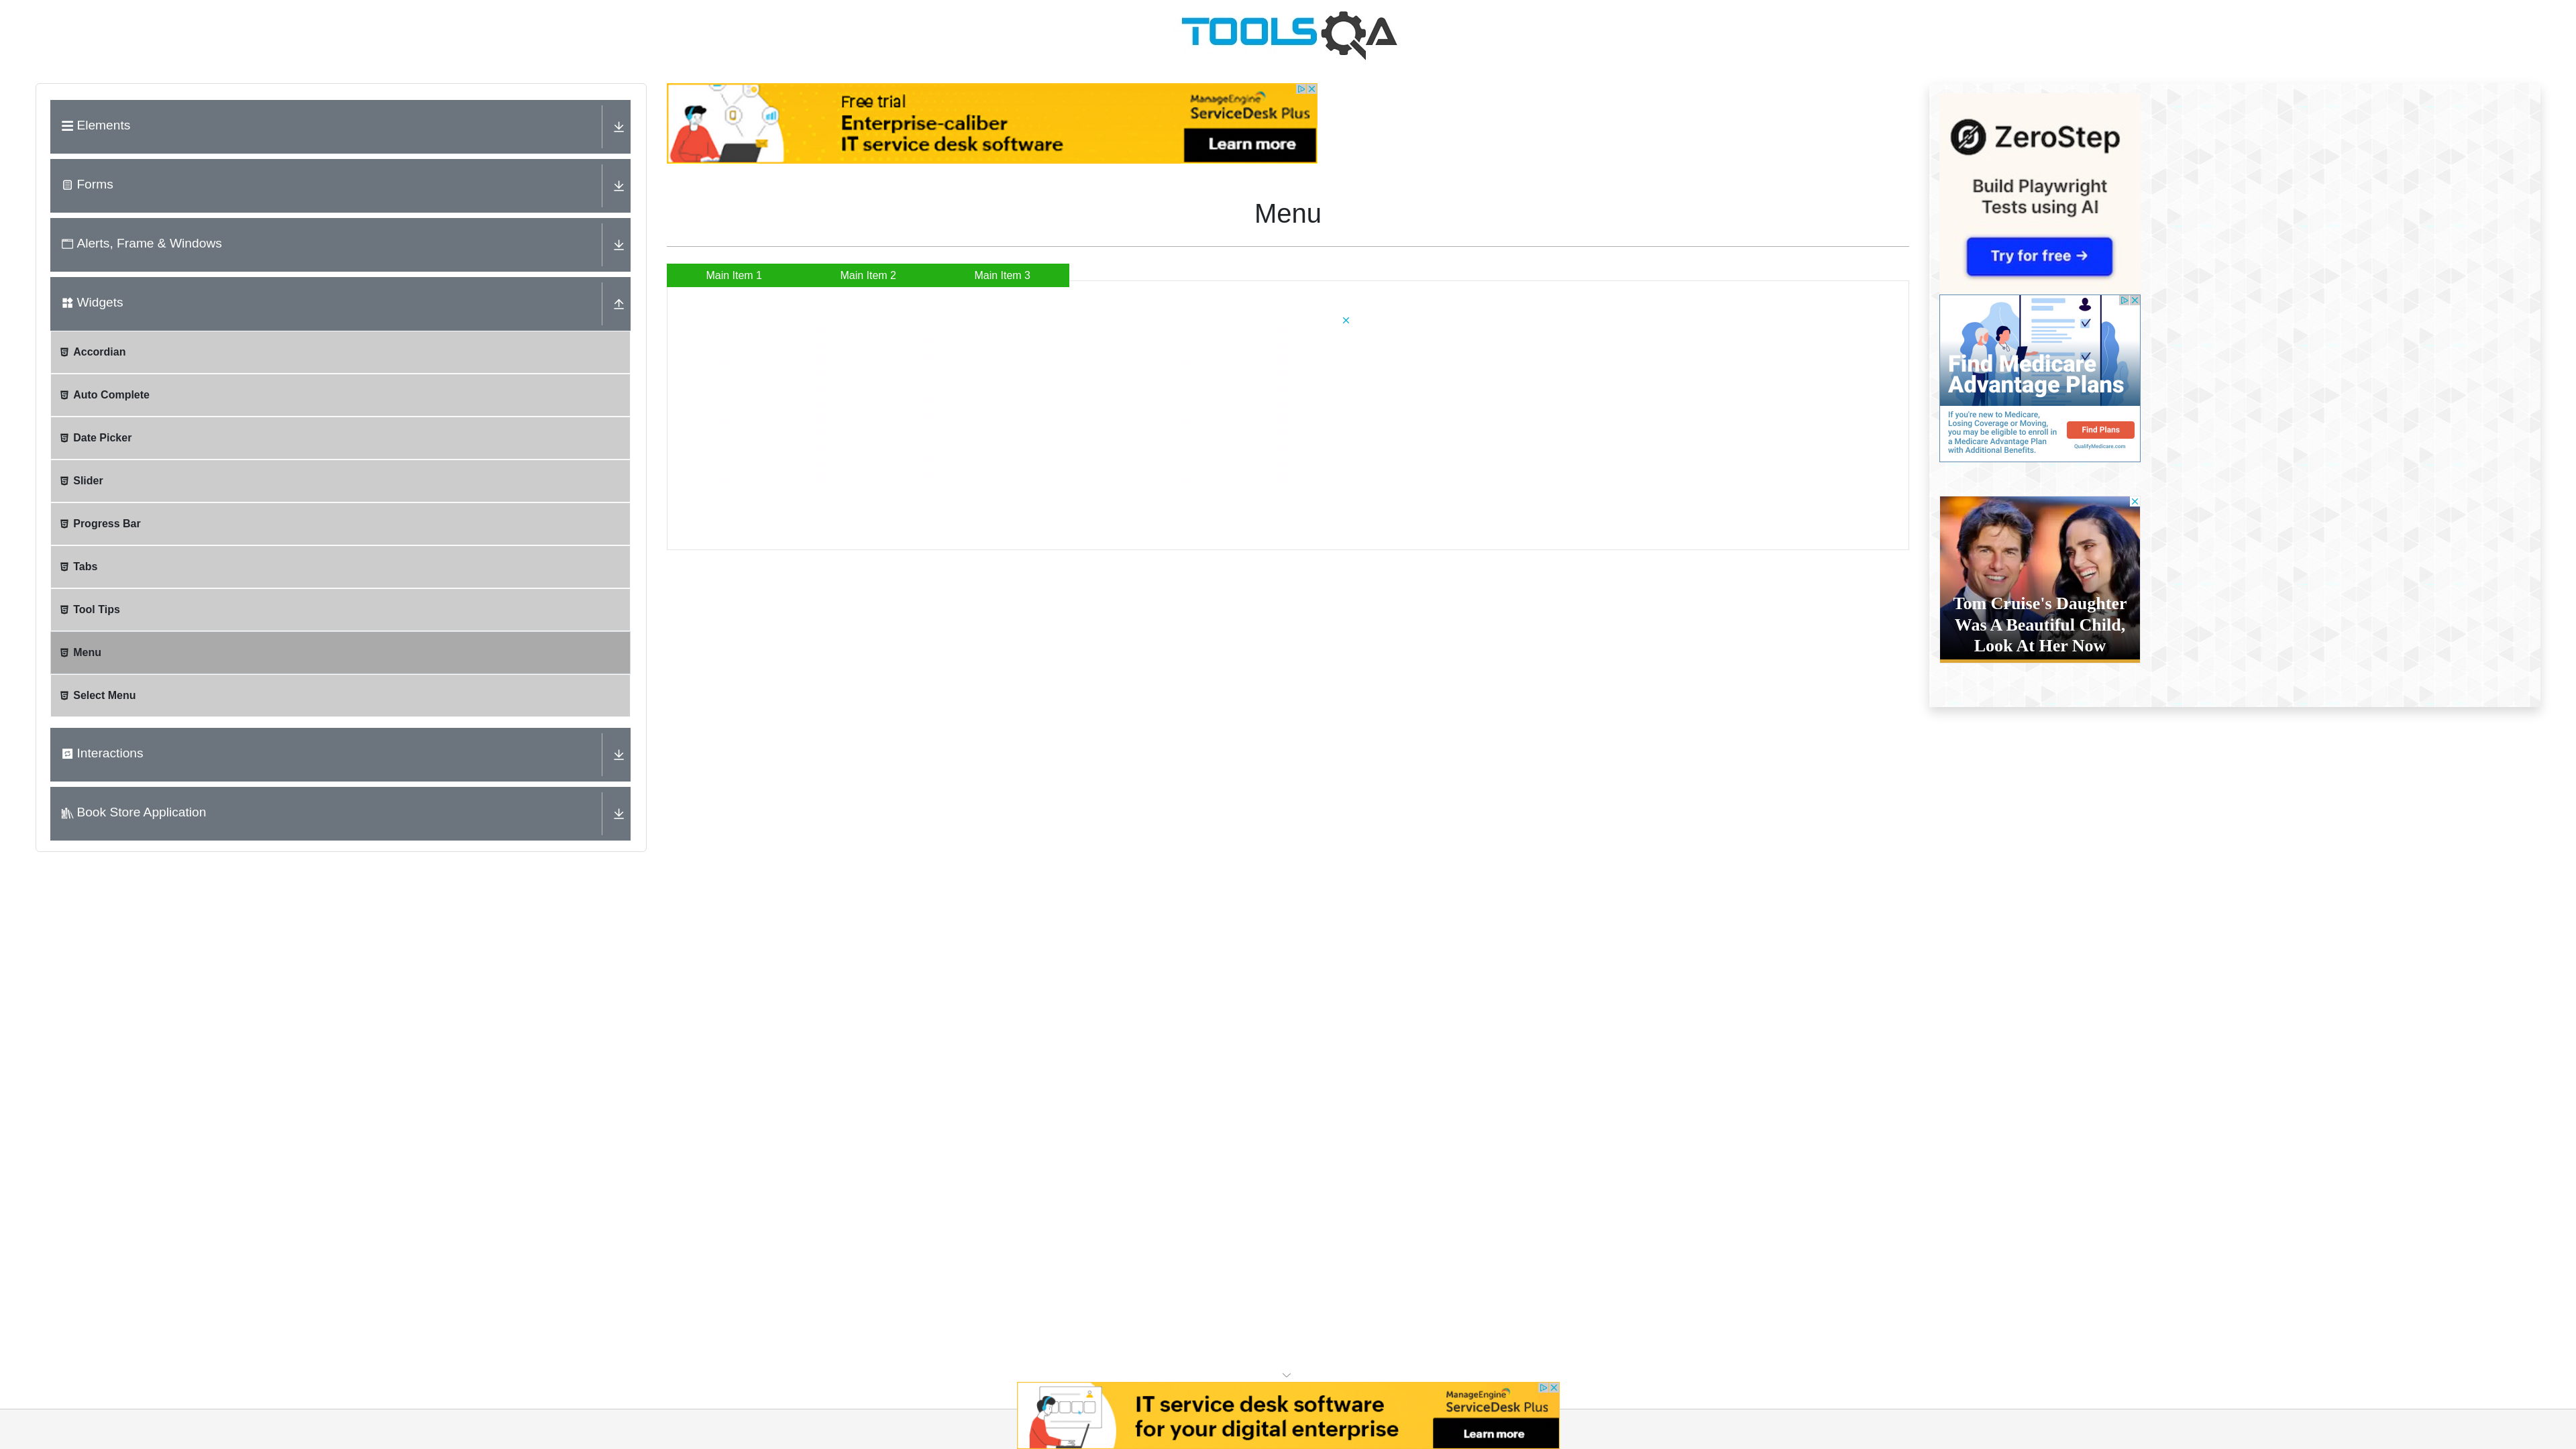 TOOLSQA
Elements
Forms
Alerts, Frame & Windows
Widgets
Accordian
Auto Complete
Date Picker
Slider
Progress Bar
Tabs
Tool Tips
Menu
Select Menu
Interactions
Book Store Application
Free trial
Enterprise-caliber
IT service desk software
ManageEngine
ServiceDesk Plus
Learn more
Menu
Main Item 1
Main Item 2
Main Item 3
ZeroStep
Build Playwright
Tests using AI
Try for free →
Find Medicare
Advantage Plans
If you're new to Medicare,
Losing Coverage or Moving,
you may be eligible to enroll in
a Medicare Advantage Plan
with Additional Benefits.
Find Plans
QualifyMedicare.com
Tom Cruise's Daughter
Was A Beautiful Child,
Look At Her Now
IT service desk software
for your digital enterprise
ManageEngine
ServiceDesk Plus
Learn more